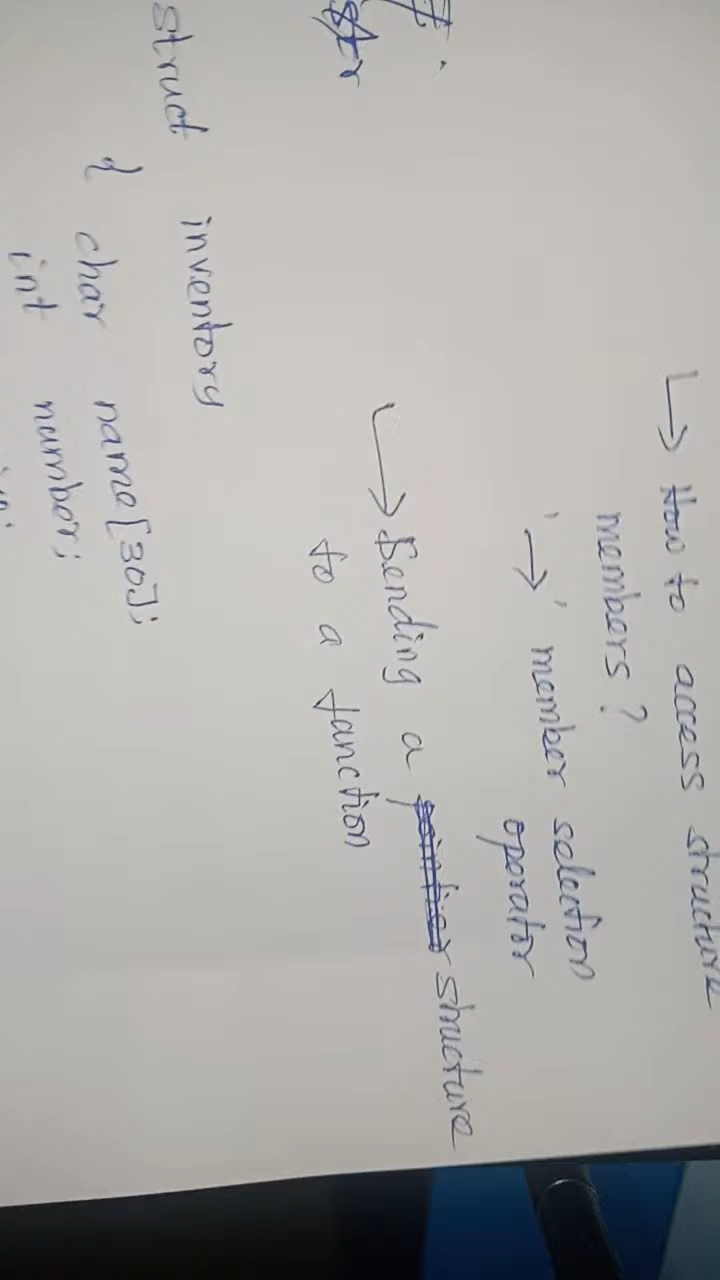 ↳ How to access structure
members?
'→' member selection
operator
↳ Sending a structure
to a function
struct inventory
{ char name[30];
int number;